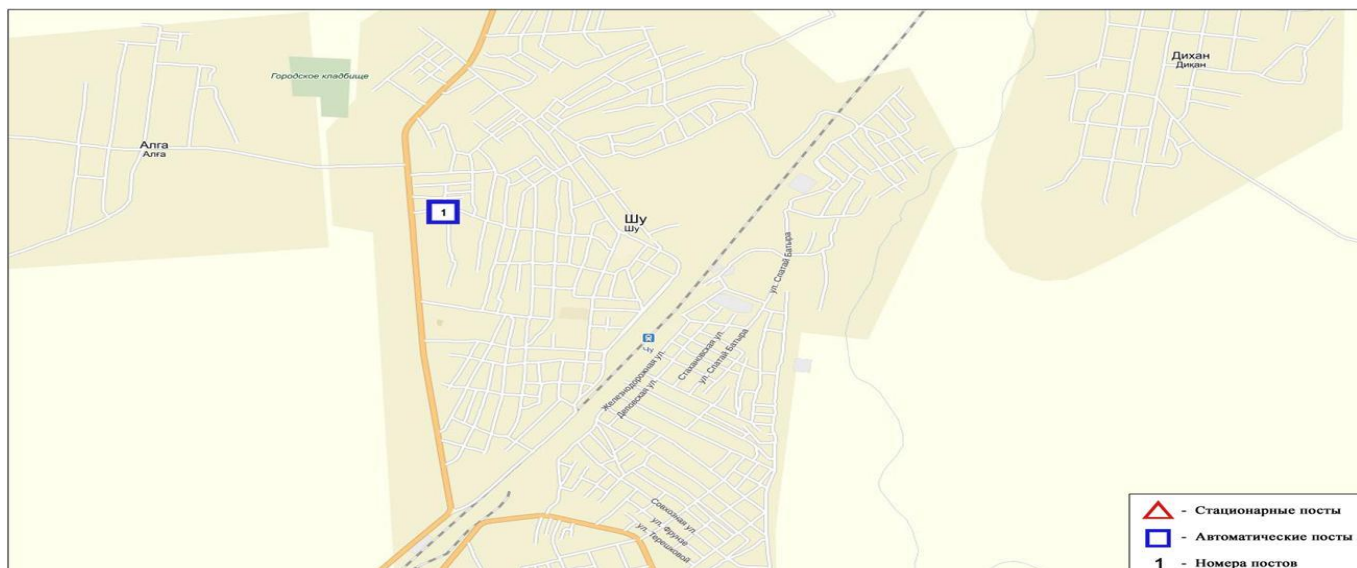 Городское кладбище
Дихан
Диқан
Алга
Алға
1
Шу
Шу
ул. Спатай Батыра
Стахановская ул.
ул. Спатай Батыра
Железнодорожная ул.
Деповская ул.
Совхозная ул.
ул. Фрунзе
ул. Терешковой
- Стационарные посты
- Автоматические посты
1 - Номера постов